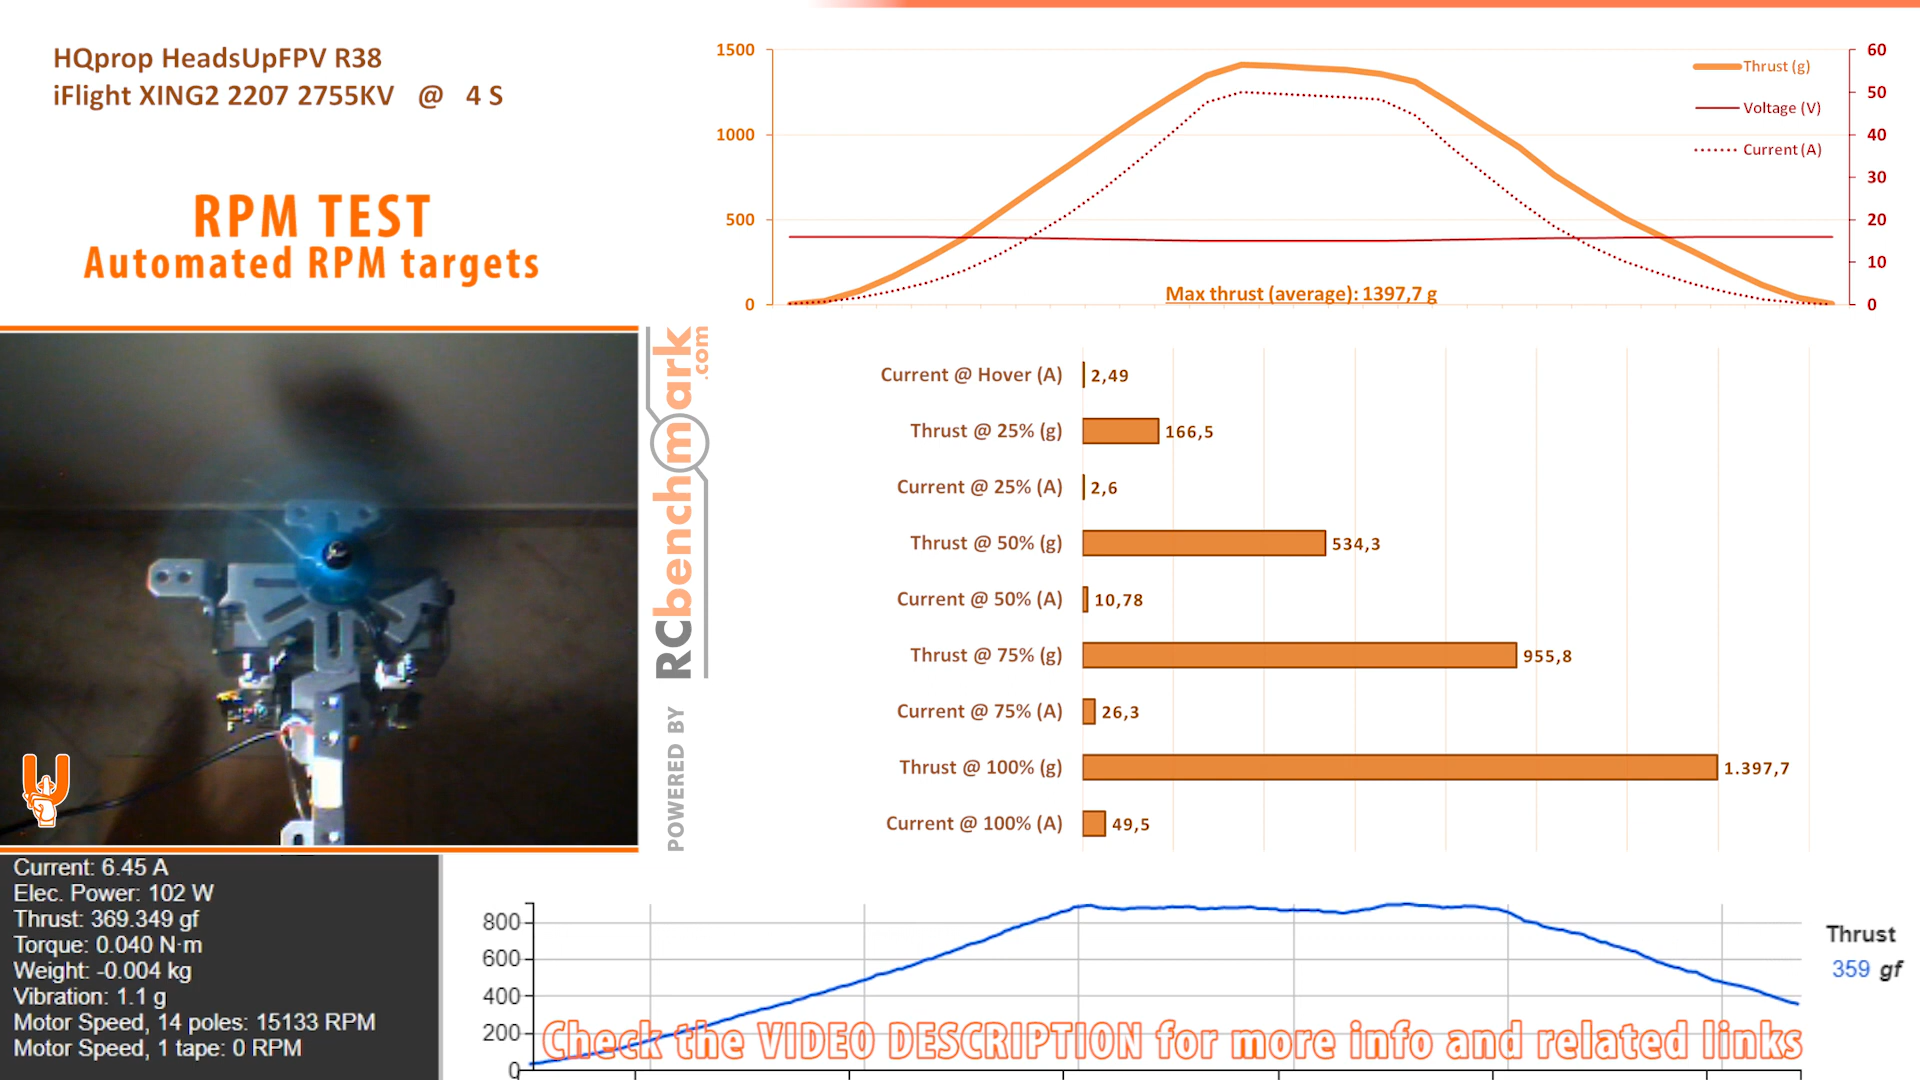 HQprop HeadsUpFPV R38
iFlight XING2 2207 2755KV @ 4 S
RPM TEST
Automated RPM targets
1500
1000
500
0
60
50
40
30
20
10
0
Thrust (g)
Voltage (V)
Current (A)
Max thrust (average): 1397,7 g
POWERED BY RCbenchmark.com
Current @ Hover (A) 2,49
Thrust @ 25% (g) 166,5
Current @ 25% (A) 2,6
Thrust @ 50% (g) 534,3
Current @ 50% (A) 10,78
Thrust @ 75% (g) 955,8
Current @ 75% (A) 26,3
Thrust @ 100% (g) 1.397,7
Current @ 100% (A) 49,5
Current: 6.45 A
Elec. Power: 102 W
Thrust: 369.349 gf
Torque: 0.040 N·m
Weight: -0.004 kg
Vibration: 1.1 g
Motor Speed, 14 poles: 15133 RPM
Motor Speed, 1 tape: 0 RPM
800
600
400
200
0
Thrust
359 gf
Check the VIDEO DESCRIPTION for more info and related links